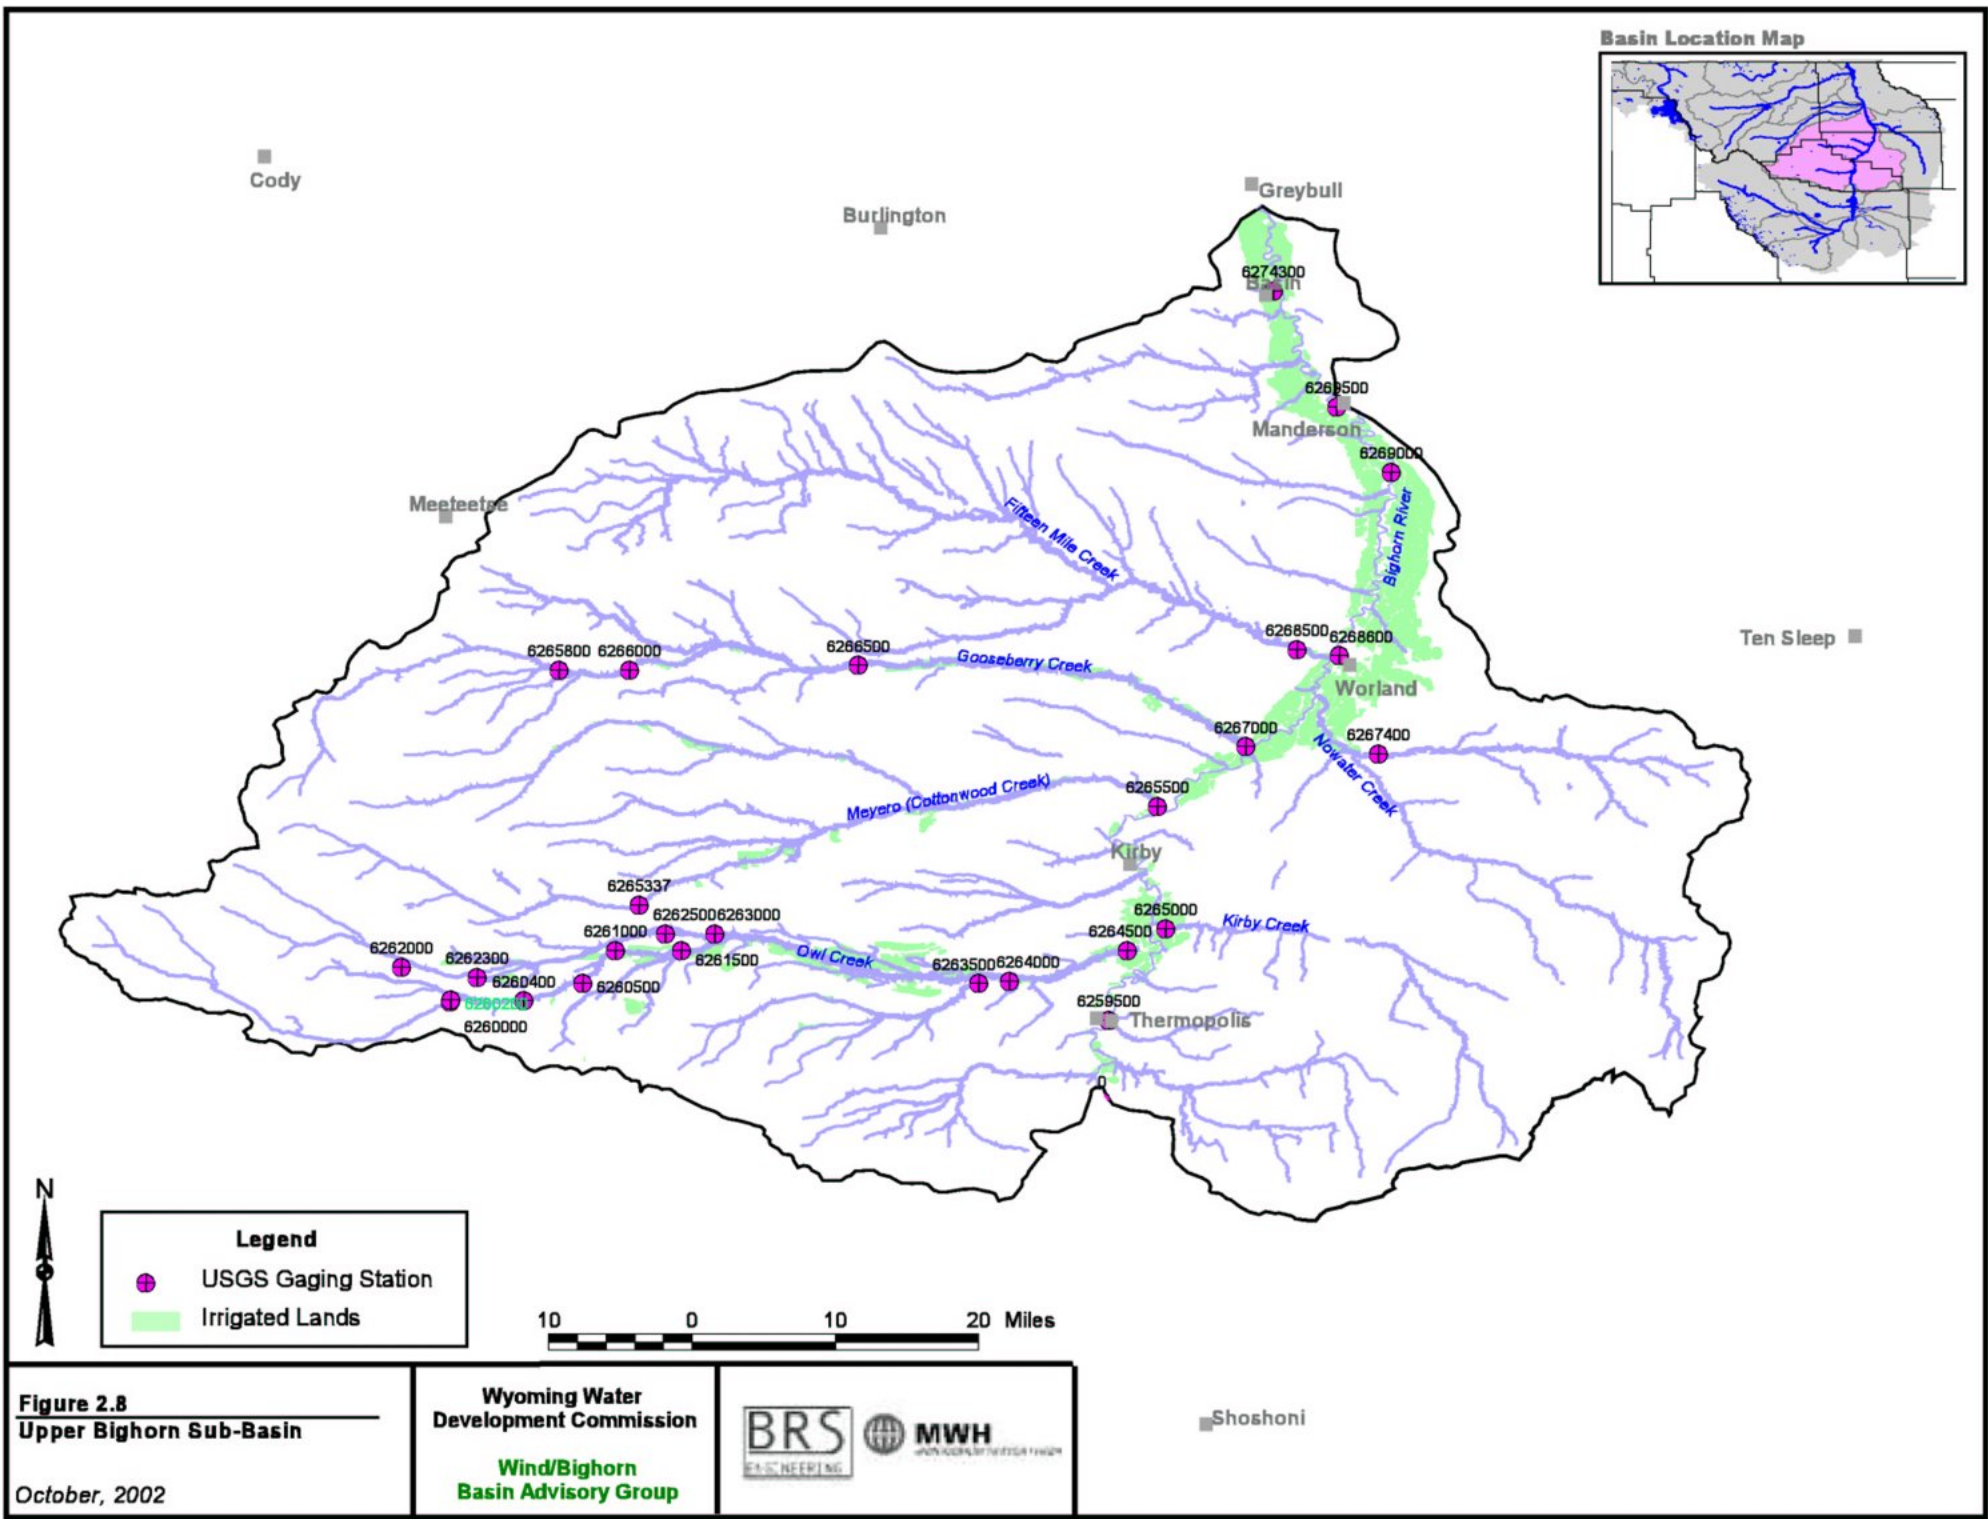 Basin Location Map
Cody
Burlington
Greybull
6274300
Basin
6269500
Manderson
6269000
Meeteetse
Fifteen Mile Creek
Bighorn River
Ten Sleep
6265800
6266000
6266500
Gooseberry Creek
6268500
6268600
Worland
6267000
6267400
Nowater Creek
Meyero (Cottonwood Creek)
6265500
Kirby
6265337
6262500
6263000
6265000
Kirby Creek
6261000
6264500
6262000
6262300
6261500
Owl Creek
6263500
6264000
6260400
6260500
6260200
6260000
6259500
Thermopolis
0
N
Legend
USGS Gaging Station
Irrigated Lands
10 0 10 20 Miles
Figure 2.8
Upper Bighorn Sub-Basin
October, 2002
Wyoming Water
Development Commission
Wind/Bighorn
Basin Advisory Group
BRS
ENGINEERING
MWH
Shoshoni